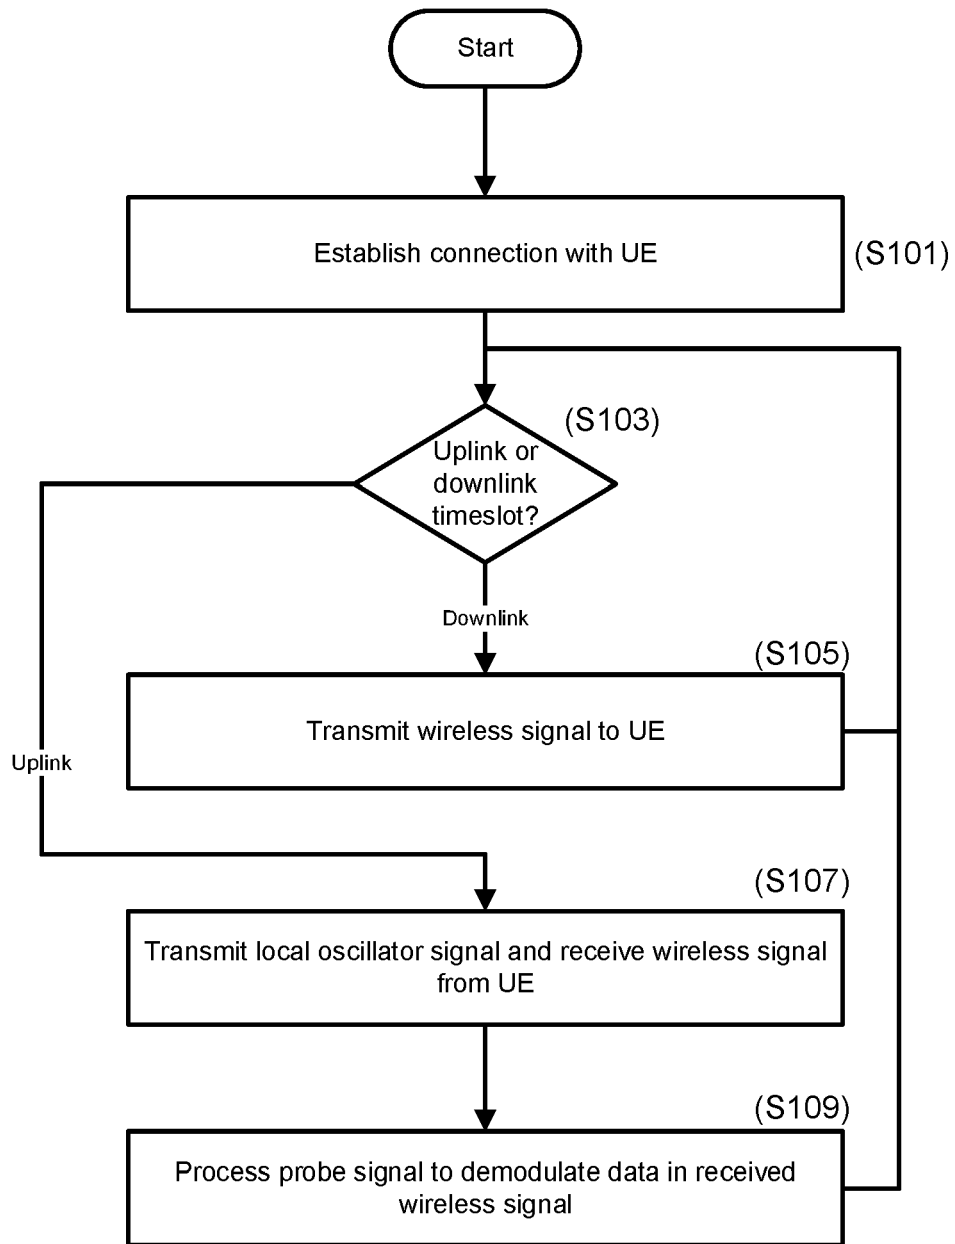 Start
Establish connection with UE
(S101)
(S103)
Uplink or
downlink
timeslot?
Downlink
(S105)
Transmit wireless signal to UE
Uplink
(S107)
Transmit local oscillator signal and receive wireless signal
from UE
(S109)
Process probe signal to demodulate data in received
wireless signal